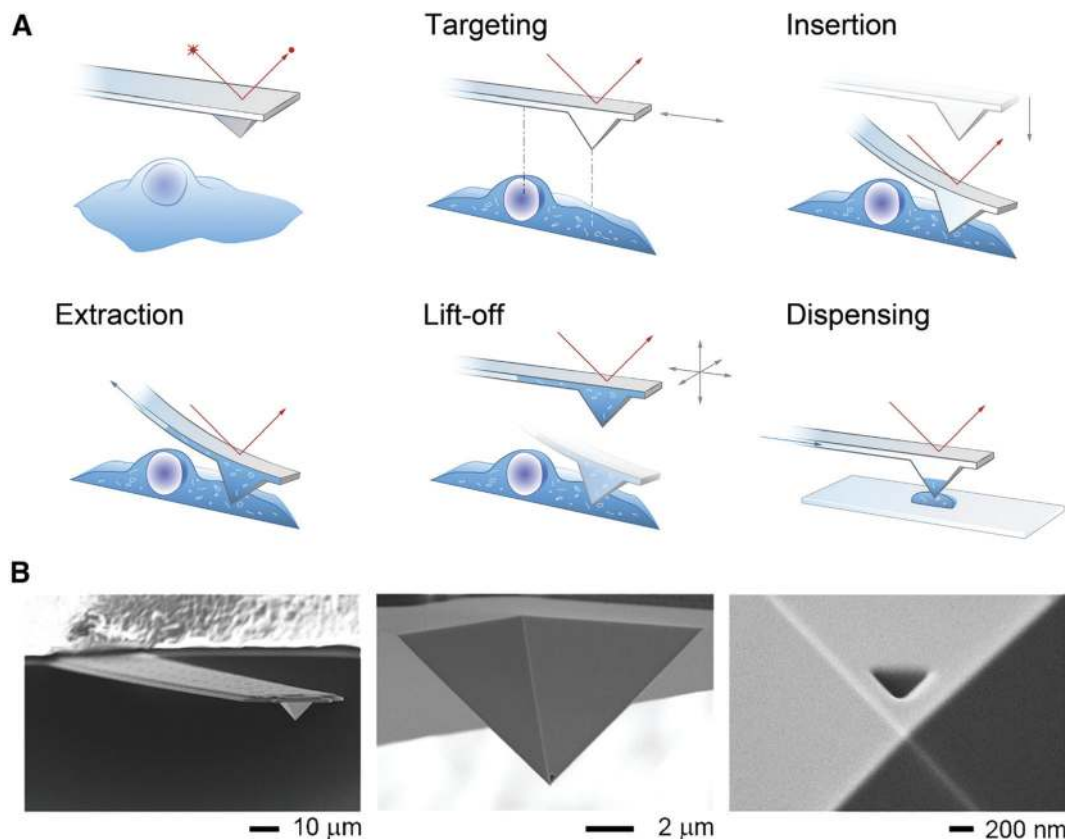 A
Targeting
Insertion
Extraction
Lift-off
Dispensing
B
10 μm
2 μm
200 nm